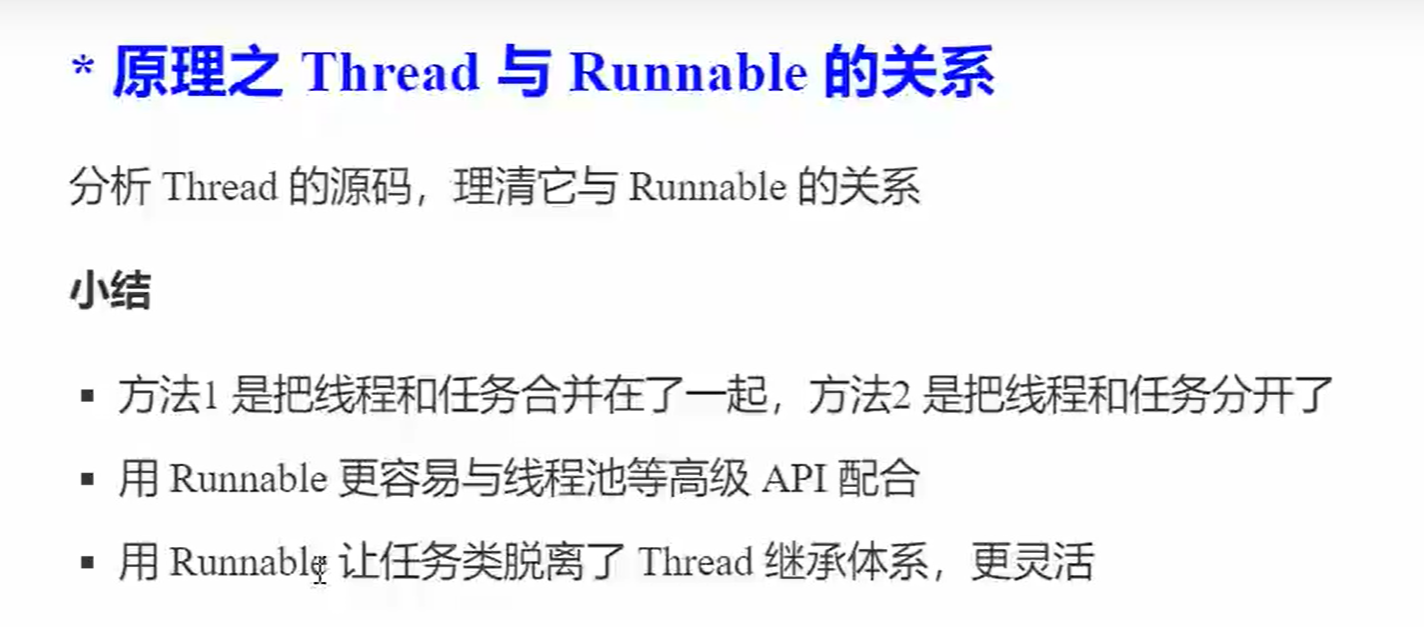 * 原理之 Thread 与 Runnable 的关系
分析 Thread 的源码，理清它与 Runnable 的关系
小结
▪ 方法1 是把线程和任务合并在了一起，方法2 是把线程和任务分开了
▪ 用 Runnable 更容易与线程池等高级 API 配合
▪ 用 Runnable 让任务类脱离了 Thread 继承体系，更灵活